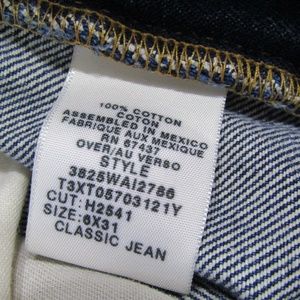 100% COTTON
COTON
ASSEMBLED IN MEXICO
FABRIQUE AUX MEXIQUE
RN 67437
OVER/AU VERSO
STYLE
3825WAI2786
T3XT05703121Y
CUT: H2541
SIZE: 6X31
CLASSIC JEAN